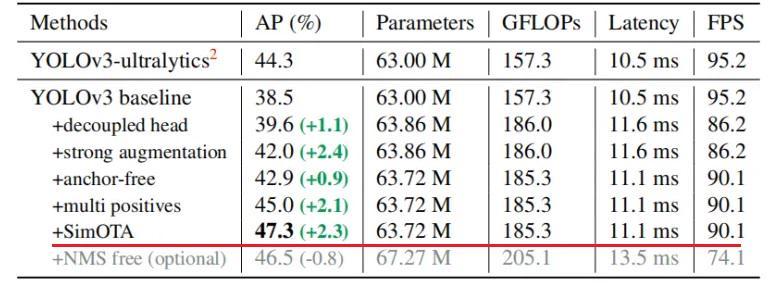 Methods AP (%) Parameters GFLOPs Latency FPS
YOLOv3-ultralytics2 44.3 63.00 M 157.3 10.5 ms 95.2
YOLOv3 baseline 38.5 63.00 M 157.3 10.5 ms 95.2
+decoupled head 39.6 (+1.1) 63.86 M 186.0 11.6 ms 86.2
+strong augmentation 42.0 (+2.4) 63.86 M 186.0 11.6 ms 86.2
+anchor-free 42.9 (+0.9) 63.72 M 185.3 11.1 ms 90.1
+multi positives 45.0 (+2.1) 63.72 M 185.3 11.1 ms 90.1
+SimOTA 47.3 (+2.3) 63.72 M 185.3 11.1 ms 90.1
+NMS free (optional) 46.5 (-0.8) 67.27 M 205.1 13.5 ms 74.1